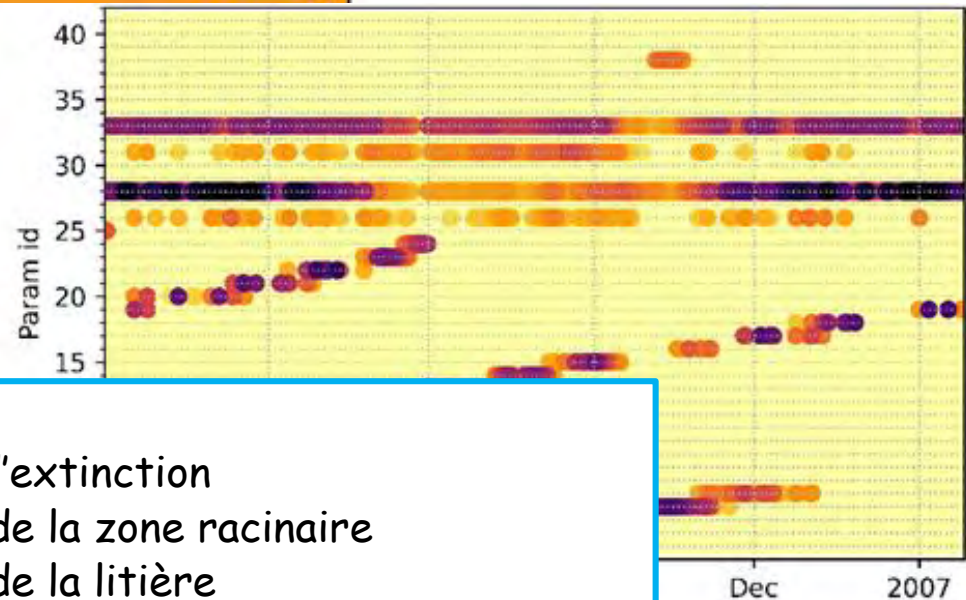 40
35
30
25
20
15
Param id
'extinction
de la zone racinaire
de la litière
Dec
2007